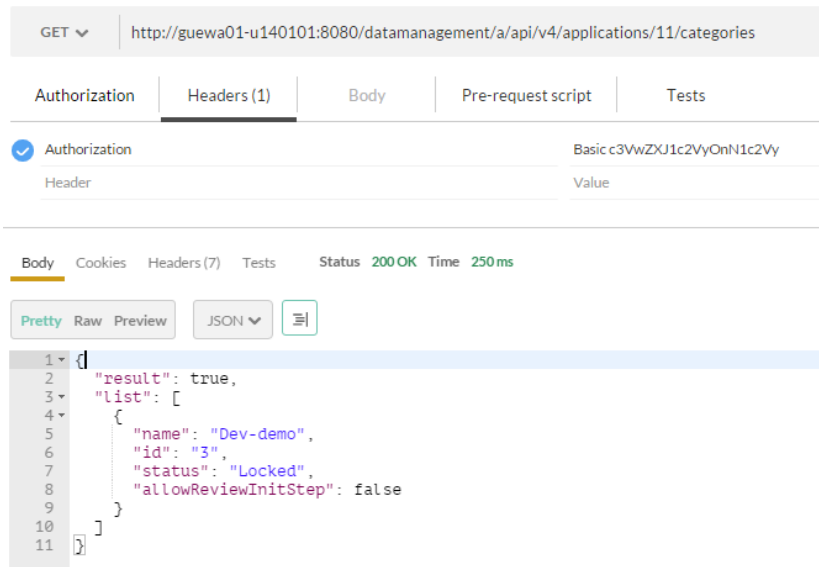 GET http://guewa01-u140101:8080/datamanagement/a/api/v4/applications/11/categories
Authorization Headers (1) Body Pre-request script Tests
Authorization Basic c3VwZXJ1c2VyOnN1c2Vy
Header Value
Body Cookies Headers (7) Tests Status 200 OK Time 250 ms
Pretty Raw Preview JSON
1 {
2 "result": true,
3 "list": [
4 {
5 "name": "Dev-demo",
6 "id": "3",
7 "status": "Locked",
8 "allowReviewInitStep": false
9 }
10 ]
11 }